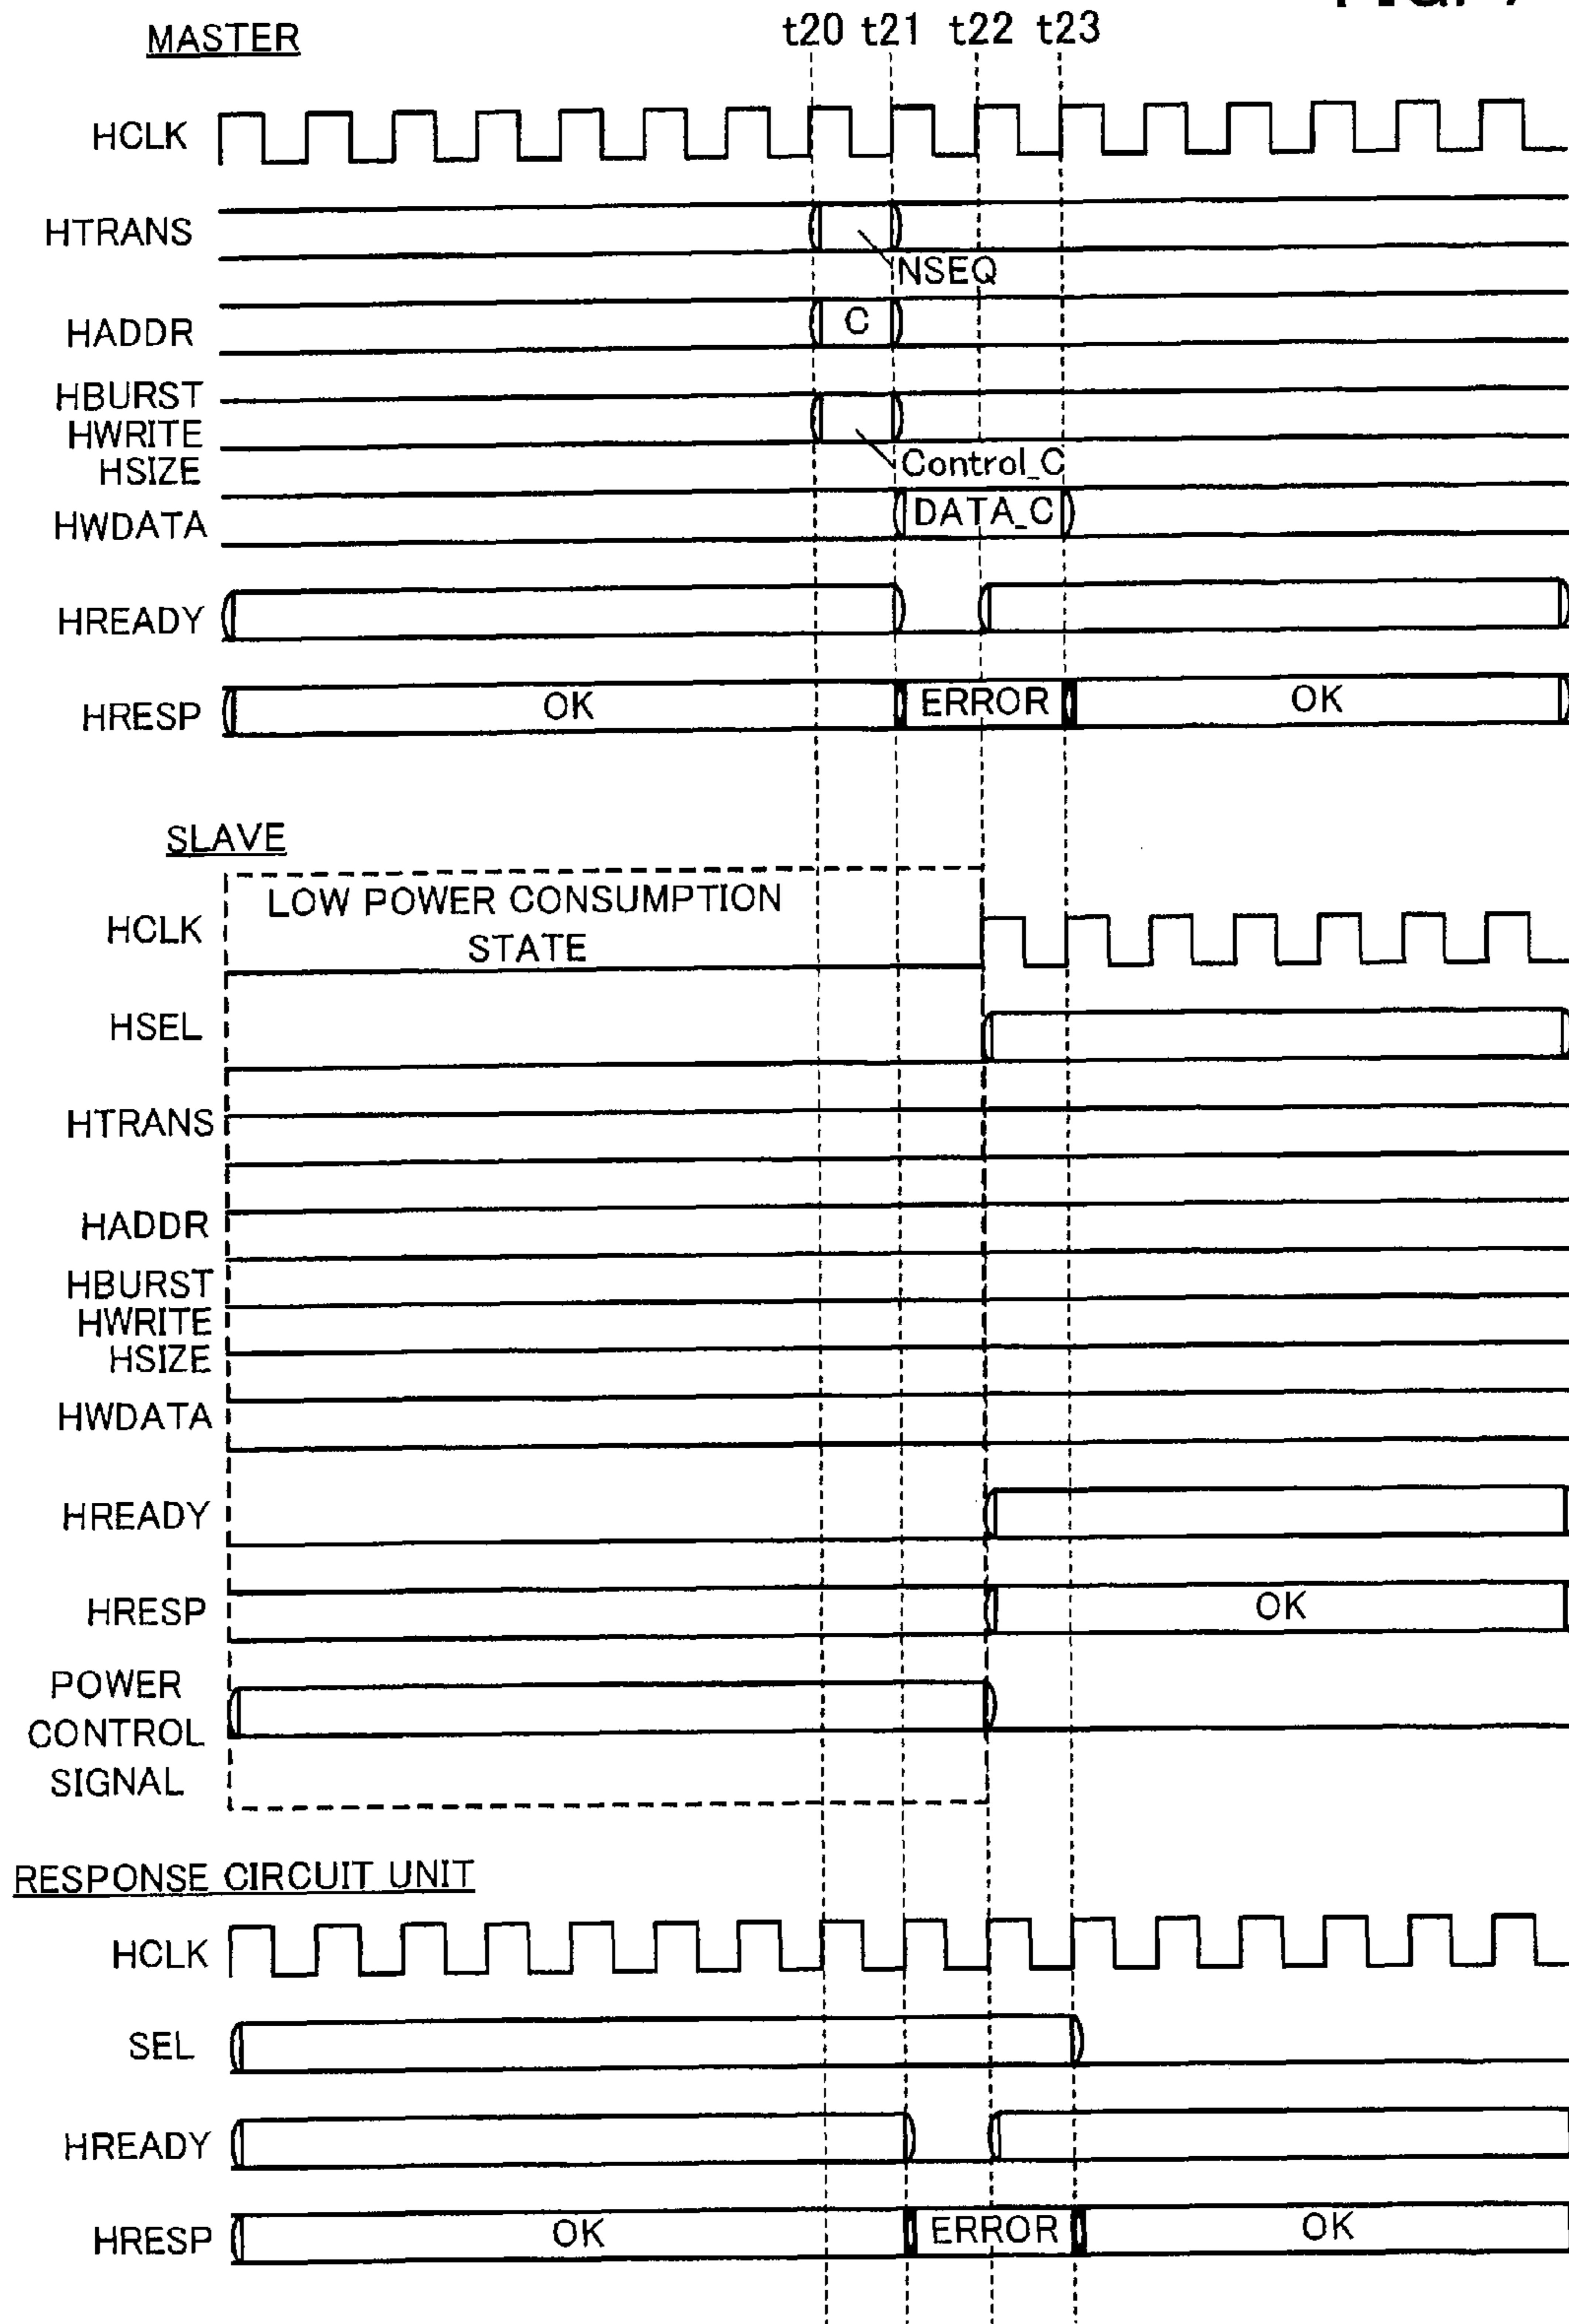 MASTER
t20 t21 t22 t23
HCLK
HTRANS
NSEQ
HADDR
C
HBURST
HWRITE
HSIZE
Control_C
HWDATA
DATA_C
HREADY
HRESP
OK
ERROR
OK
SLAVE
LOW POWER CONSUMPTION
STATE
HCLK
HSEL
HTRANS
HADDR
HBURST
HWRITE
HSIZE
HWDATA
HREADY
HRESP
OK
POWER
CONTROL
SIGNAL
RESPONSE CIRCUIT UNIT
HCLK
SEL
HREADY
HRESP
OK
ERROR
OK